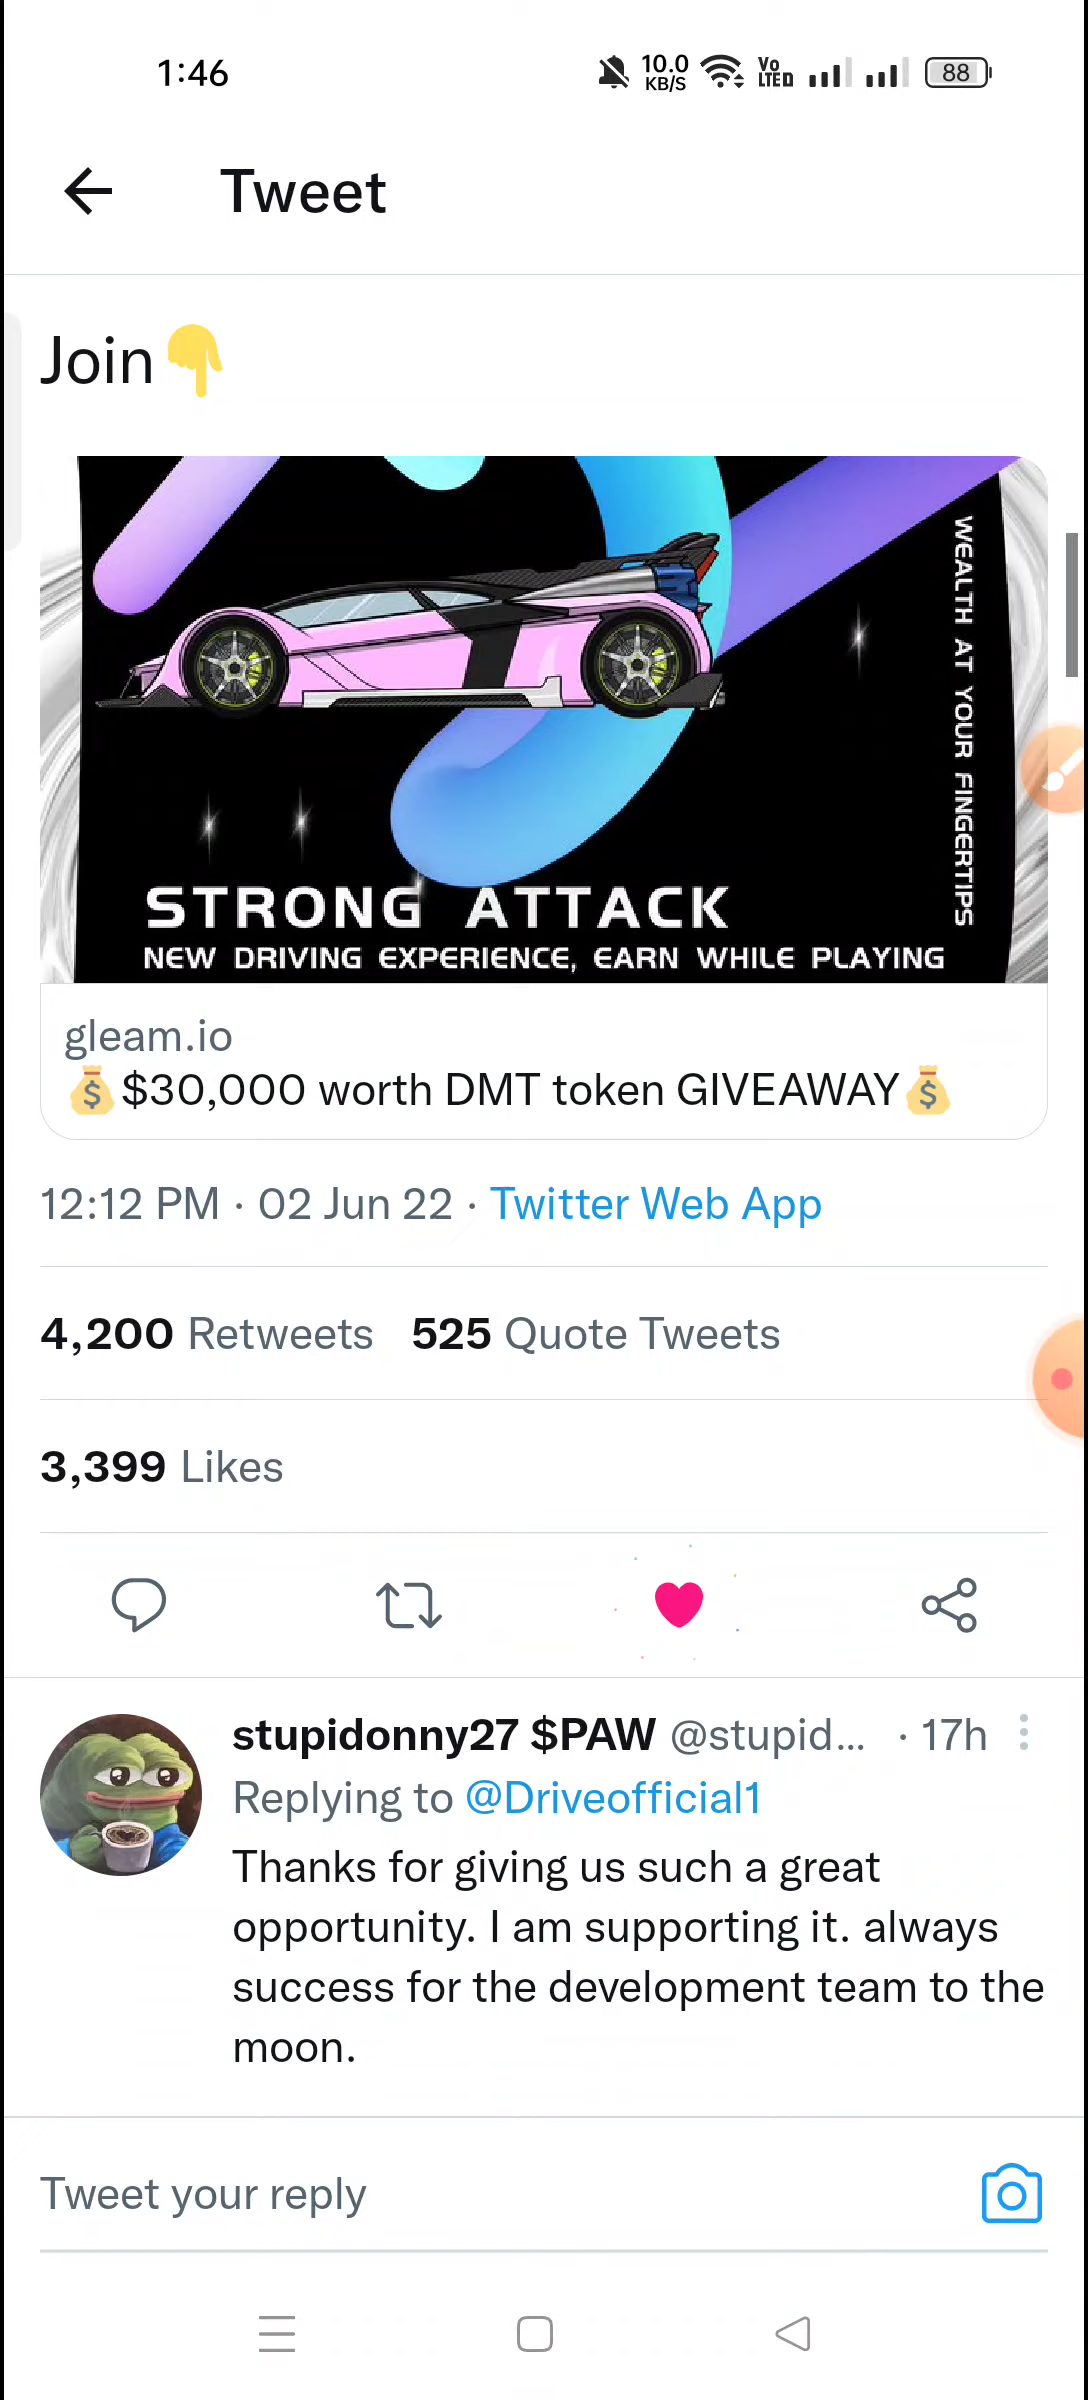 1:46
10.0
KB/S
Vo
LTE
88
Tweet
Join
WEALTH AT YOUR FINGERTIPS
STRONG ATTACK
NEW DRIVING EXPERIENCE, EARN WHILE PLAYING
gleam.io
💰$30,000 worth DMT token GIVEAWAY💰
12:12 PM · 02 Jun 22 · Twitter Web App
4,200 Retweets 525 Quote Tweets
3,399 Likes
stupidonny27 $PAW @stupid... · 17h
Replying to @Driveofficial1
Thanks for giving us such a great
opportunity. I am supporting it. always
success for the development team to the
moon.
Tweet your reply